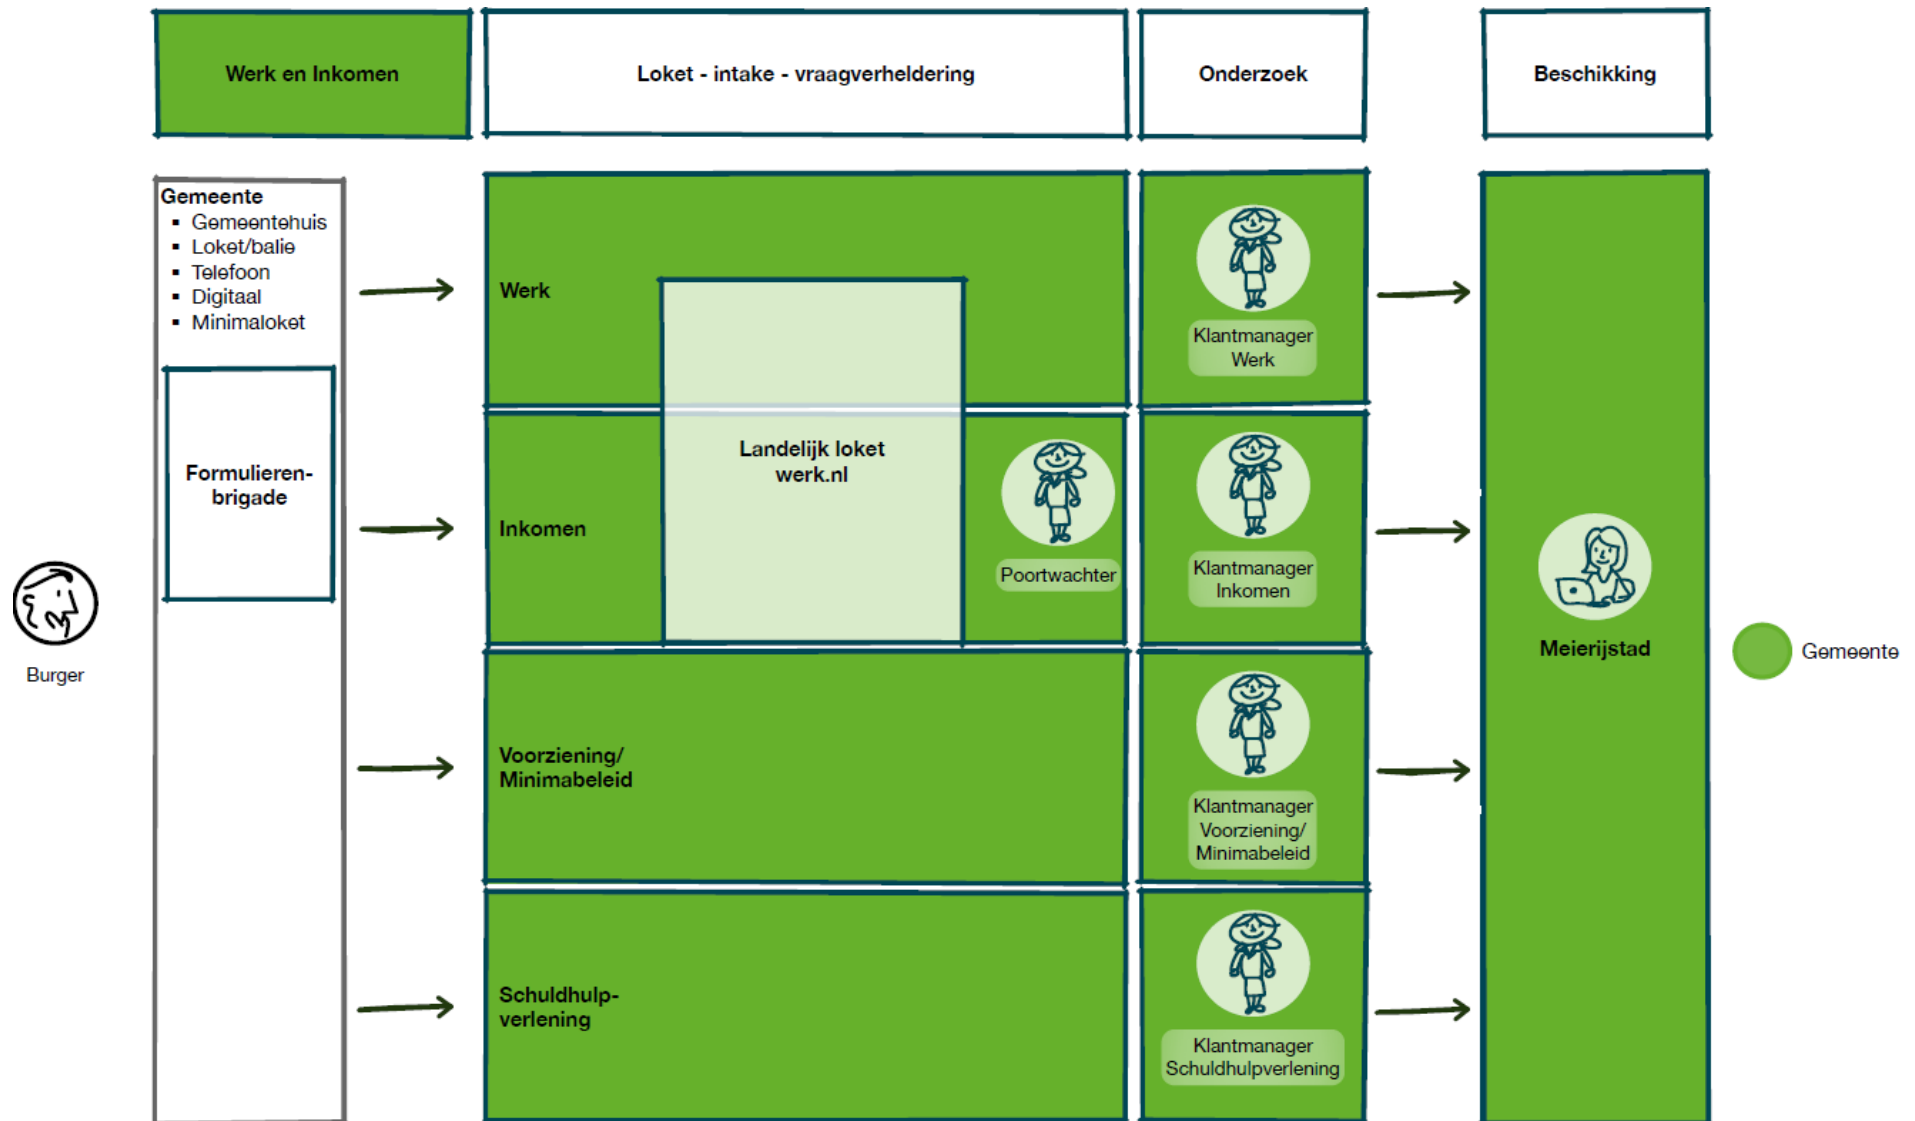 Werk en Inkomen
Loket - intake - vraagverheldering
Onderzoek
Beschikking
Gemeente
▪ Gemeentehuis
▪ Loket/balie
▪ Telefoon
▪ Digitaal
▪ Minimaloket
Formulieren-
brigade
Burger
Werk
Landelijk loket
werk.nl
Klantmanager
Werk
Inkomen
Poortwachter
Klantmanager
Inkomen
Voorziening/
Minimabeleid
Klantmanager
Voorziening/
Minimabeleid
Schuldhulp-
verlening
Klantmanager
Schuldhulpverlening
Meierijstad
Gemeente